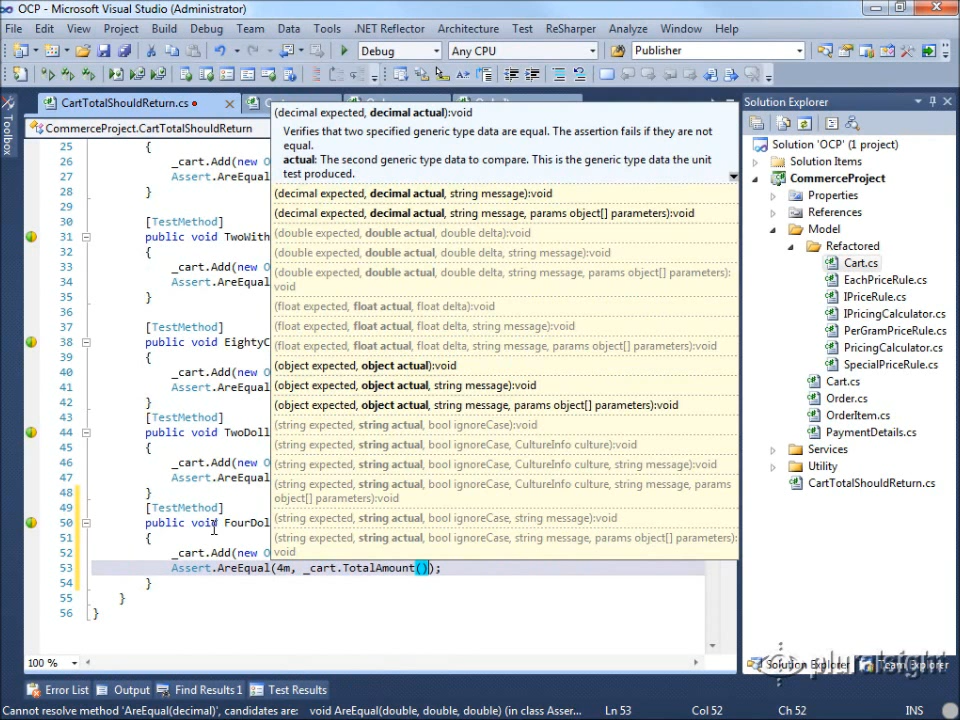 OCP - Microsoft Visual Studio (Administrator)
File Edit View Project Build Debug Team Data Tools .NET Reflector Architecture Test ReSharper Analyze Window Help
Debug Any CPU Publisher
CartTotalShouldReturn.cs
CommerceProject.CartTotalShouldReturn
Toolbox
25 {
26 _cart.Add(new O
27 Assert.AreEqual
28 }
29
30 [TestMethod]
31 public void TwoWith
32 {
33 _cart.Add(new O
34 Assert.AreEqual
35 }
36
37 [TestMethod]
38 public void EightyC
39 {
40 _cart.Add(new O
41 Assert.AreEqual
42 }
43 [TestMethod]
44 public void TwoDoll
45 {
46 _cart.Add(new O
47 Assert.AreEqual
48 }
49 [TestMethod]
50 public void FourDol
51 {
52 _cart.Add(new O
53 Assert.AreEqual(4m, _cart.TotalAmount());
54 }
55 }
56 }
(decimal expected, decimal actual):void
Verifies that two specified generic type data are equal. The assertion fails if they are not
equal.
actual: The second generic type data to compare. This is the generic type data the unit
test produced.
(decimal expected, decimal actual, string message):void
(decimal expected, decimal actual, string message, params object[] parameters):void
(double expected, double actual, double delta):void
(double expected, double actual, double delta, string message):void
(double expected, double actual, double delta, string message, params object[] parameters):
void
(float expected, float actual, float delta):void
(float expected, float actual, float delta, string message):void
(float expected, float actual, float delta, string message, params object[] parameters):void
(object expected, object actual):void
(object expected, object actual, string message):void
(object expected, object actual, string message, params object[] parameters):void
(string expected, string actual, bool ignoreCase):void
(string expected, string actual, bool ignoreCase, CultureInfo culture):void
(string expected, string actual, bool ignoreCase, CultureInfo culture, string message):void
(string expected, string actual, bool ignoreCase, CultureInfo culture, string message, params
object[] parameters):void
(string expected, string actual, bool ignoreCase, string message):void
(string expected, string actual, bool ignoreCase, string message, params object[] parameters):
void
Solution Explorer
Solution 'OCP' (1 project)
Solution Items
CommerceProject
Properties
References
Model
Refactored
Cart.cs
EachPriceRule.cs
IPriceRule.cs
IPricingCalculator.cs
PerGramPriceRule.cs
PricingCalculator.cs
SpecialPriceRule.cs
Cart.cs
Order.cs
OrderItem.cs
PaymentDetails.cs
Services
Utility
CartTotalShouldReturn.cs
100 %
Solution Explorer Team Explorer
pluralsight
Error List Output Find Results 1 Test Results
Cannot resolve method 'AreEqual(decimal)', candidates are: void AreEqual(double, double, double) (in class Asser... Ln 53 Col 52 Ch 52 INS